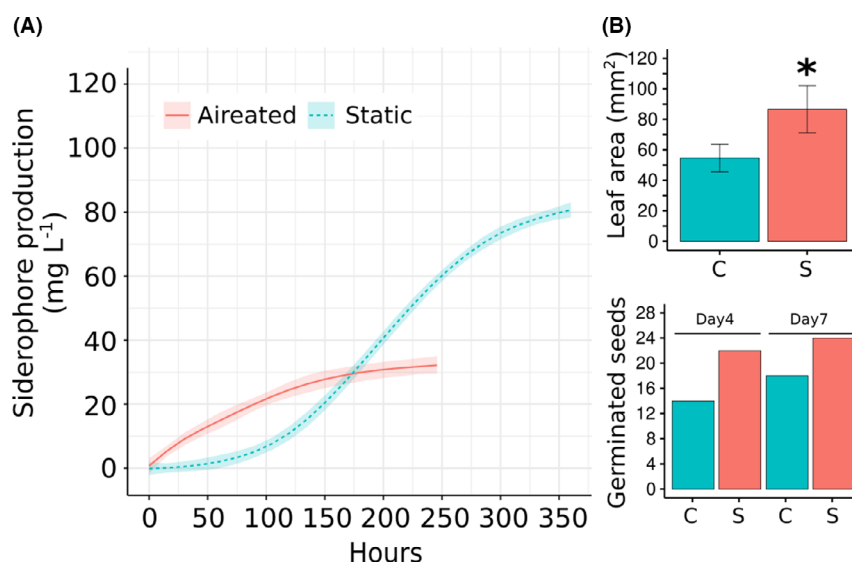 (A)
Siderophore production
(mg L-1)
120
100
80
60
40
20
0
Aireated
Static
0 50 100 150 200 250 300 350
Hours
(B)
Leaf area (mm2)
120
100
80
60
40
20
0
*
C S
Germinated seeds
28
24
20
16
12
8
4
0
Day4 Day7
C S C S